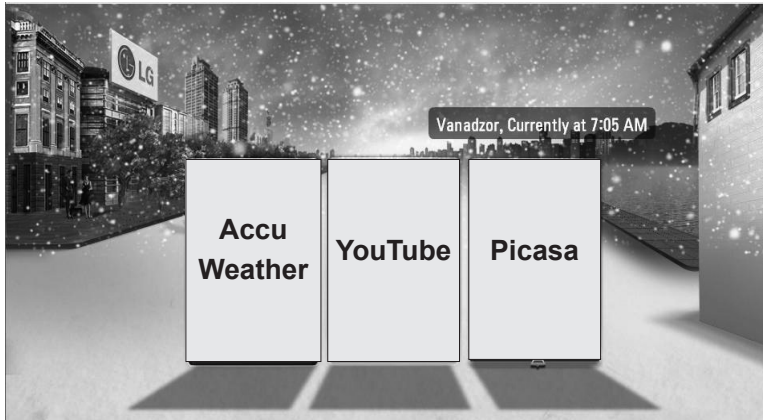 LG
Vanadzor, Currently at 7:05 AM
Accu
Weather
YouTube
Picasa